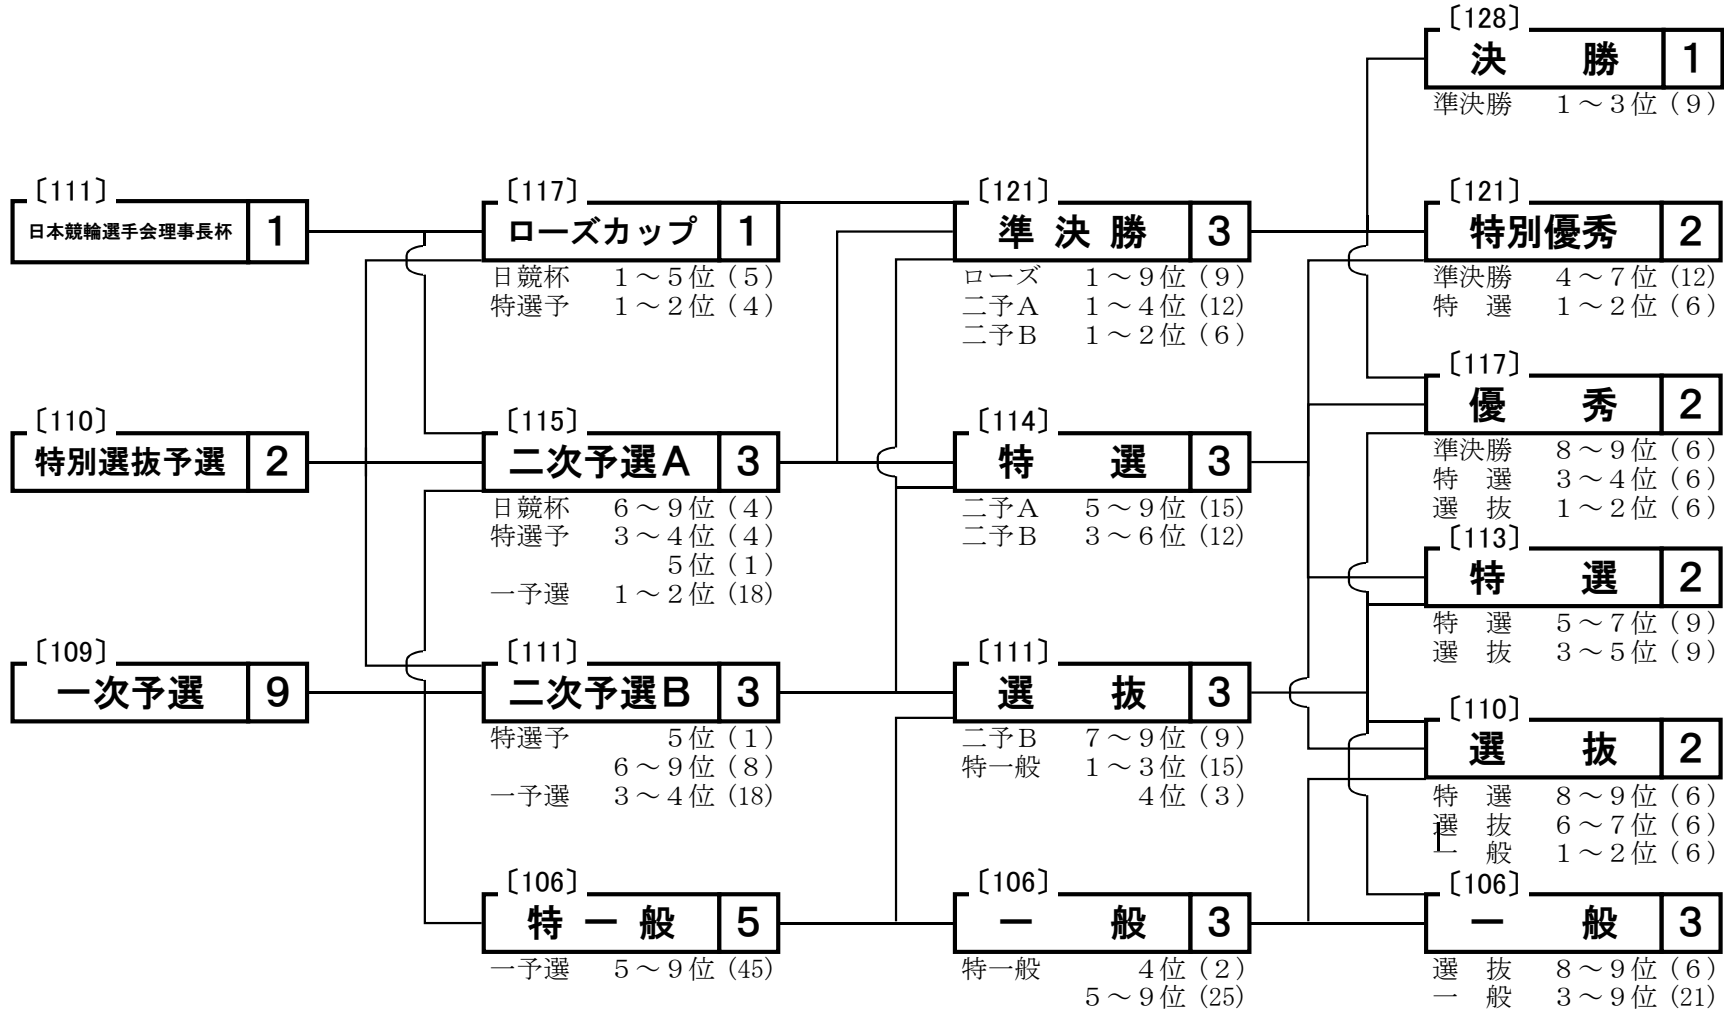 〔111〕
日本競輪選手会理事長杯 1
〔110〕
特別選抜予選 2
〔109〕
一次予選 9
〔117〕
ローズカップ 1
日競杯 1～5位(5)
特選予 1～2位(4)
〔115〕
二次予選A 3
日競杯 6～9位(4)
特選予 3～4位(4)
5位(1)
一予選 1～2位(18)
〔111〕
二次予選B 3
特選予 5位(1)
6～9位(8)
一予選 3～4位(18)
〔106〕
特一般 5
一予選 5～9位(45)
〔121〕
準決勝 3
ローズ 1～9位(9)
二予A 1～4位(12)
二予B 1～2位(6)
〔114〕
特選 3
二予A 5～9位(15)
二予B 3～6位(12)
〔111〕
選抜 3
二予B 7～9位(9)
特一般 1～3位(15)
4位(3)
〔106〕
一般 3
特一般 4位(2)
5～9位(25)
〔128〕
決勝 1
準決勝 1～3位(9)
〔121〕
特別優秀 2
準決勝 4～7位(12)
特選 1～2位(6)
〔117〕
優秀 2
準決勝 8～9位(6)
特選 3～4位(6)
選抜 1～2位(6)
〔113〕
特選 2
特選 5～7位(9)
選抜 3～5位(9)
〔110〕
選抜 2
特選 8～9位(6)
選抜 6～7位(6)
一般 1～2位(6)
〔106〕
一般 3
選抜 8～9位(6)
一般 3～9位(21)